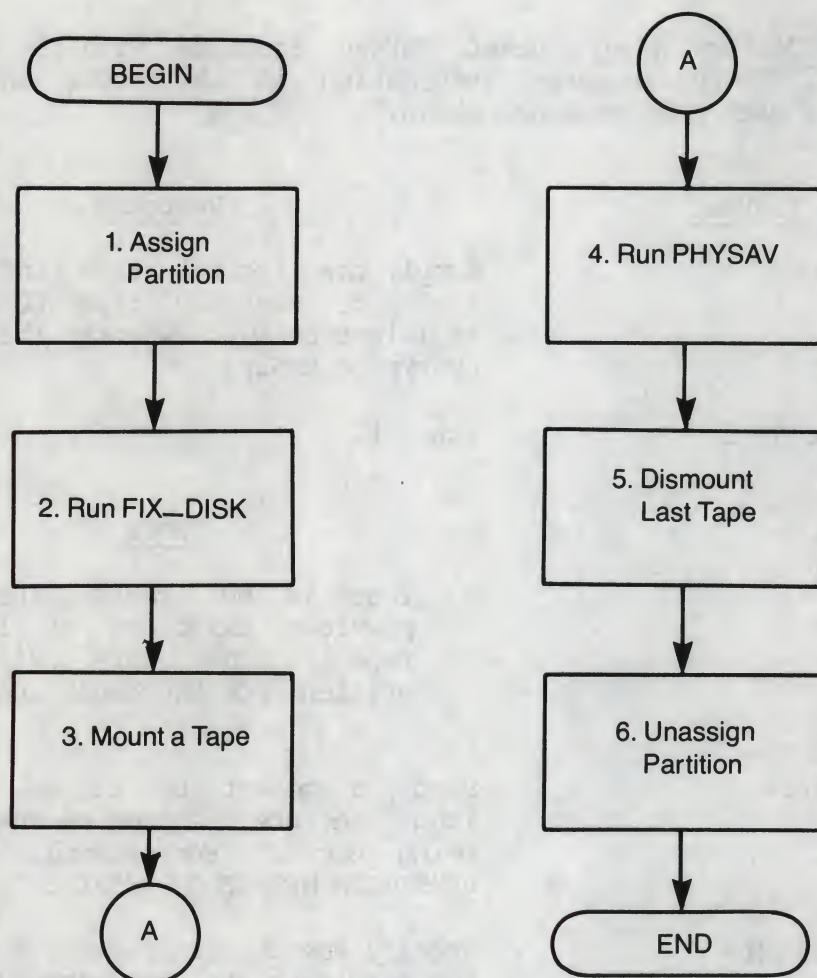 BEGIN
1. Assign
Partition
2. Run FIX_DISK
3. Mount a Tape
A
A
4. Run PHYSAV
5. Dismount
Last Tape
6. Unassign
Partition
END